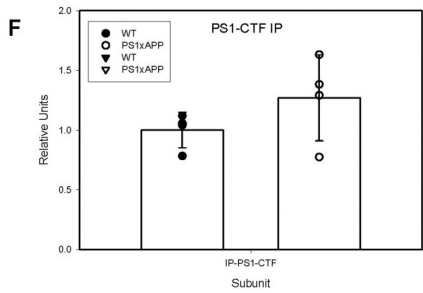 F
PS1-CTF IP
WT
PS1xAPP
WT
PS1xAPP
2.0
1.5
1.0
0.5
0.0
Relative Units
IP-PS1-CTF
Subunit